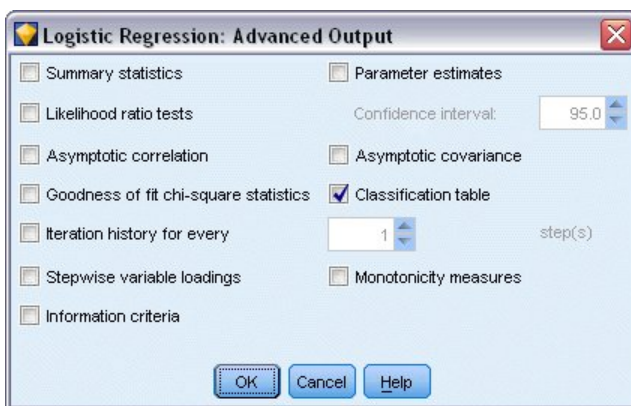 Logistic Regression: Advanced Output
Summary statistics
Parameter estimates
Likelihood ratio tests
Confidence interval: 95.0
Asymptotic correlation
Asymptotic covariance
Goodness of fit chi-square statistics
Classification table
Iteration history for every 1 step(s)
Stepwise variable loadings
Monotonicity measures
Information criteria
OK Cancel Help